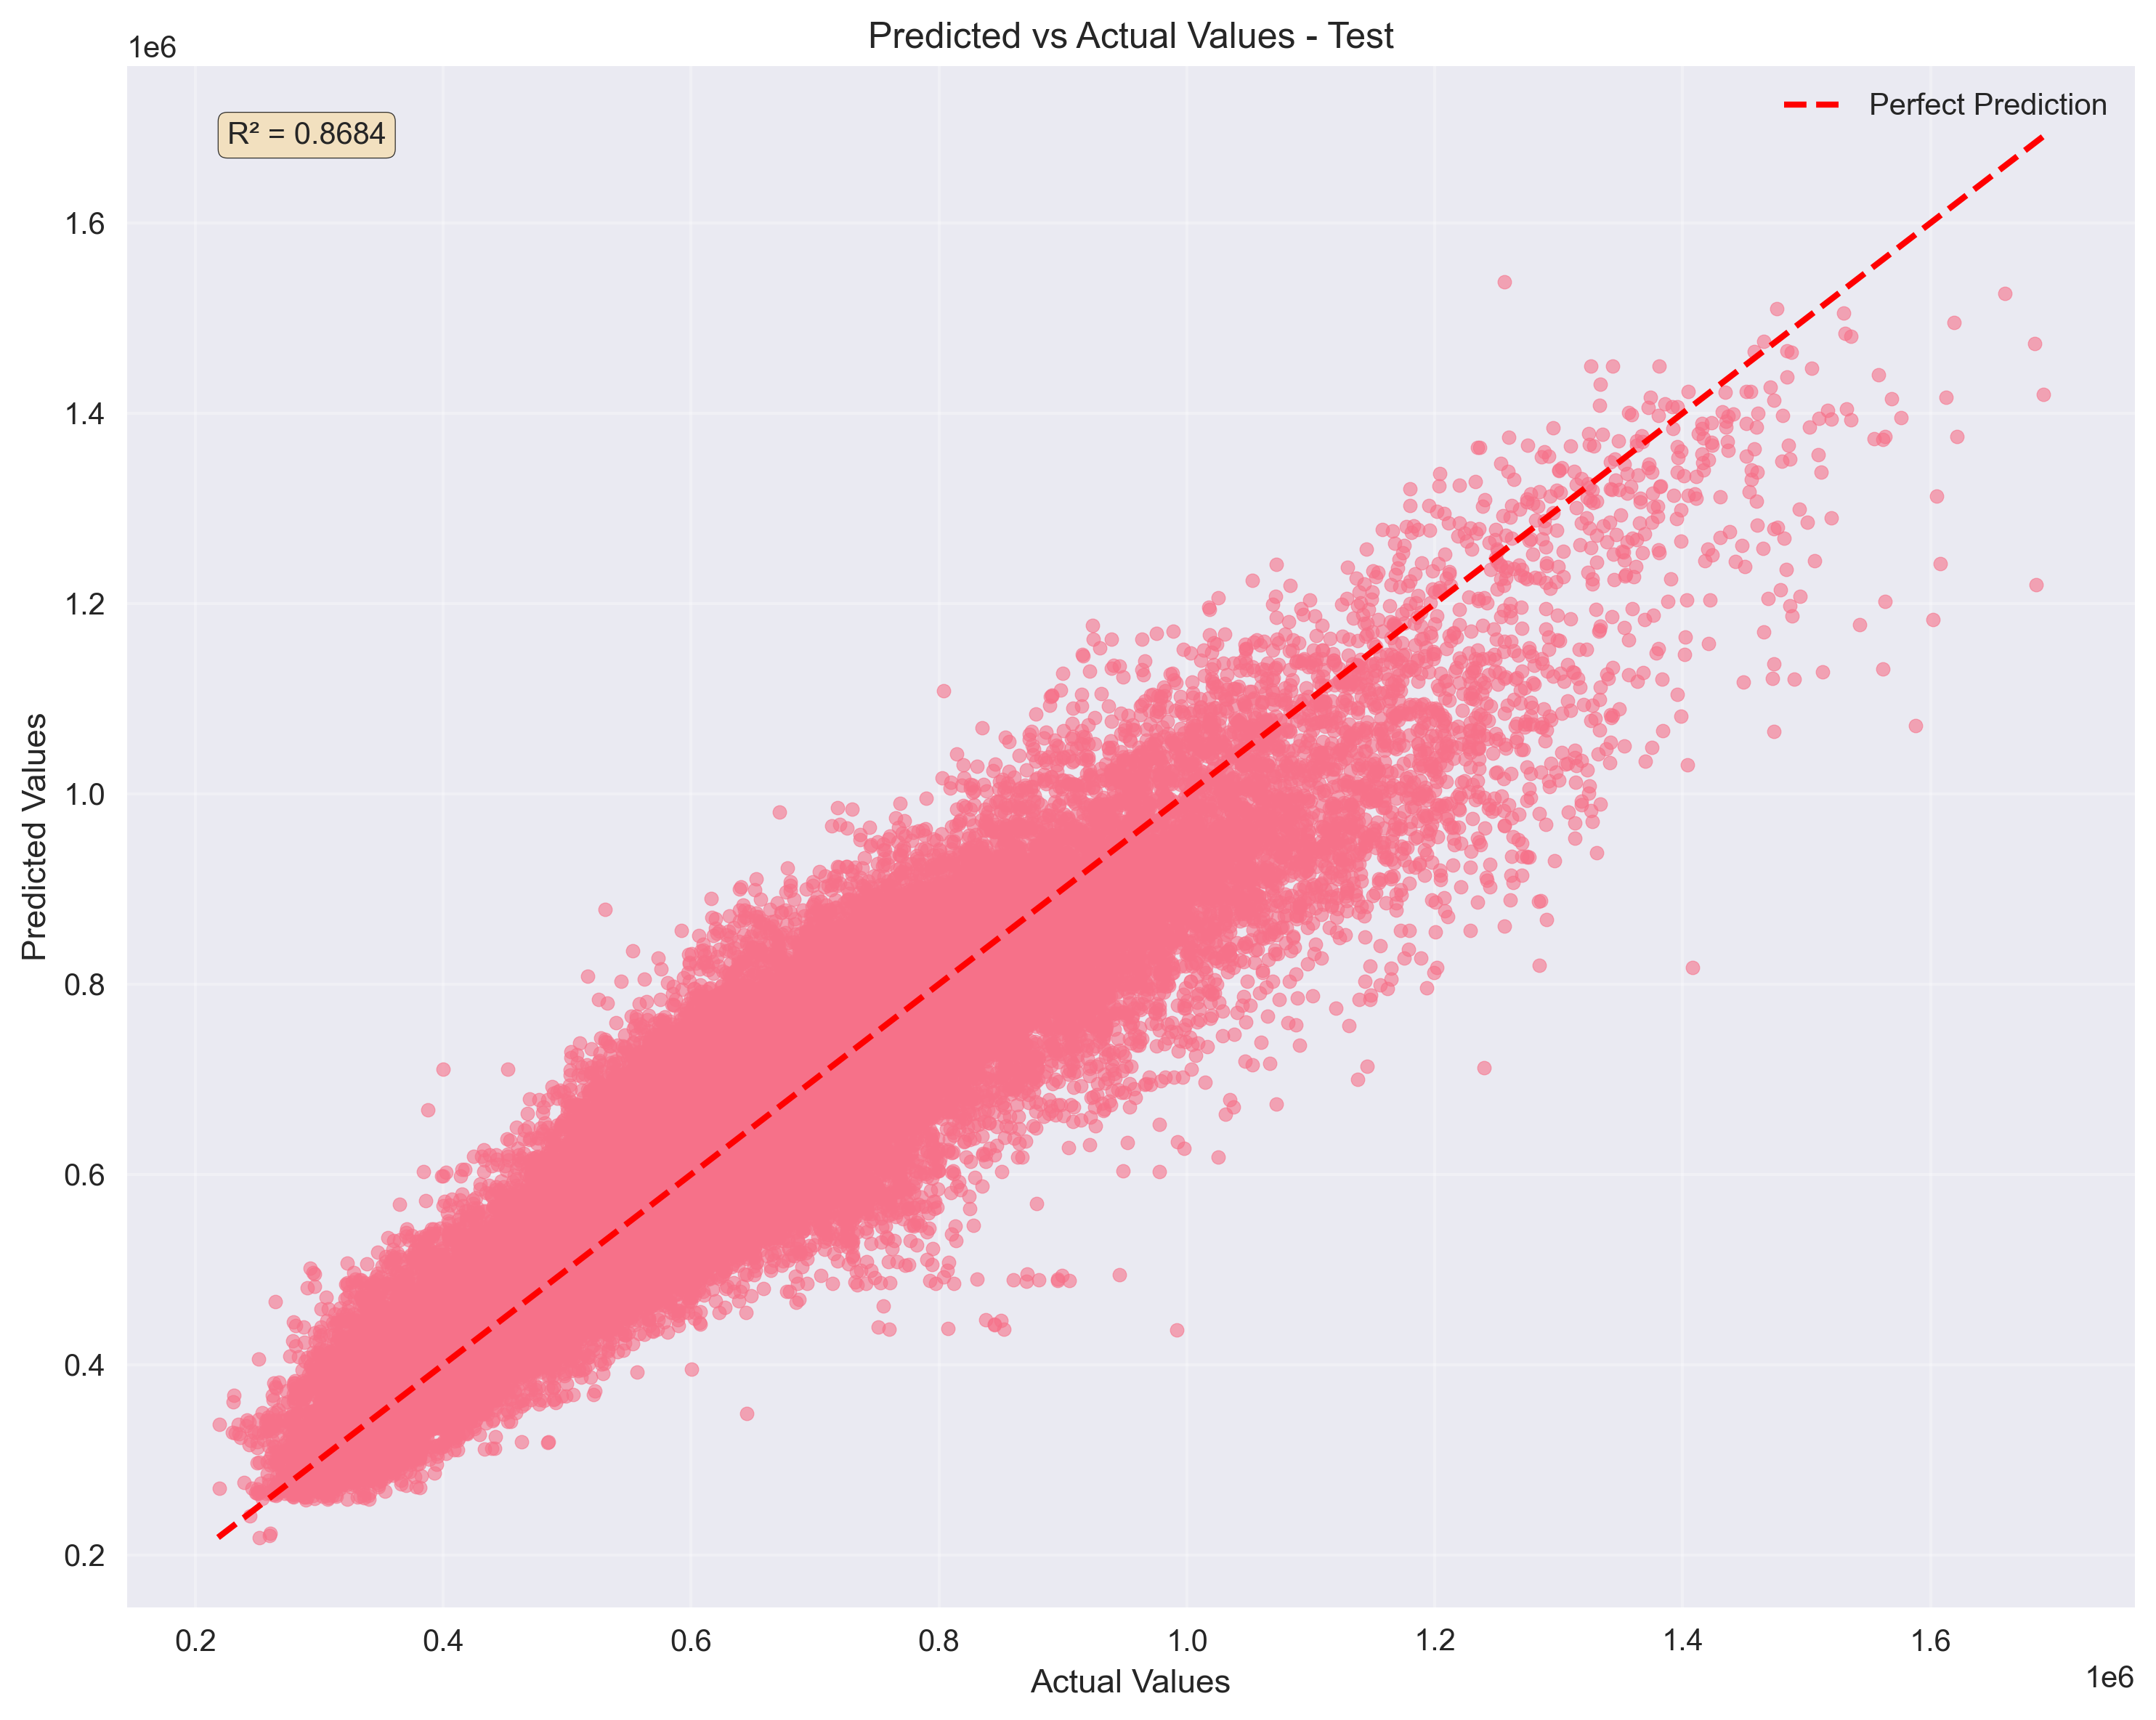 Predicted vs Actual Values - Test
1e6
R² = 0.8684
Perfect Prediction
1.6
1.4
1.2
1.0
0.8
0.6
0.4
0.2
Predicted Values
0.2 0.4 0.6 0.8 1.0 1.2 1.4 1.6
Actual Values
1e6